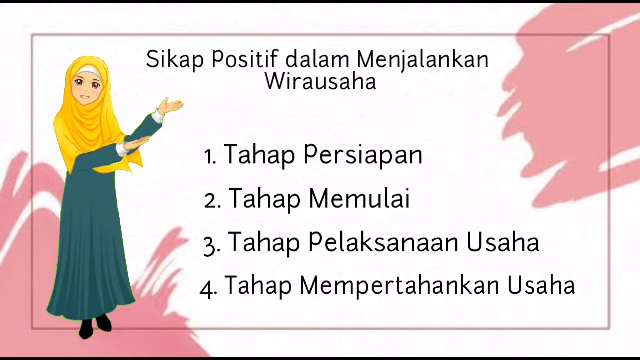 Sikap Positif dalam Menjalankan
Wirausaha
1. Tahap Persiapan
2. Tahap Memulai
3. Tahap Pelaksanaan Usaha
4. Tahap Mempertahankan Usaha